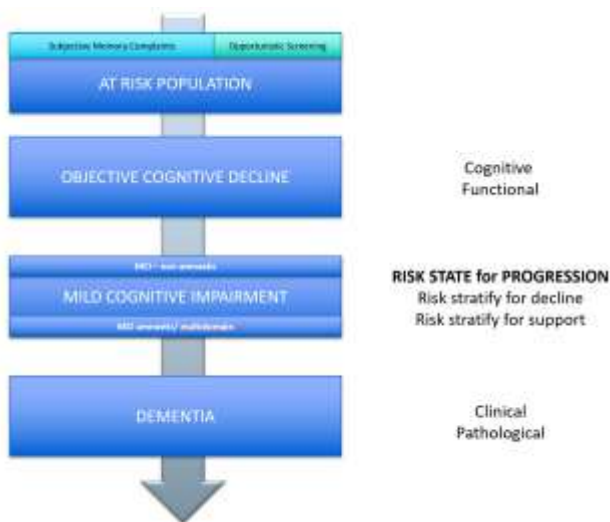 Subjective Memory Complaints
Opportunistic Screening
AT RISK POPULATION
OBJECTIVE COGNITIVE DECLINE
Cognitive
Functional
MCI - non amnestic
MILD COGNITIVE IMPAIRMENT
MCI amnestic/ multidomain
RISK STATE for PROGRESSION
Risk stratify for decline
Risk stratify for support
DEMENTIA
Clinical
Pathological